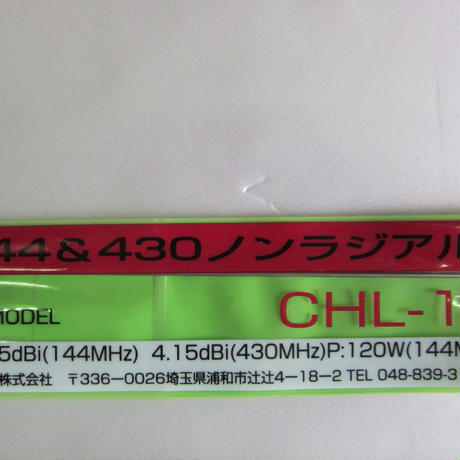 44&430ノンラジアル
MODEL CHL-1
5dBi(144MHz) 4.15dBi(430MHz)P:120W(144M
株式会社 〒336-0026埼玉県浦和市辻辻4-18-2 TEL 048-839-3